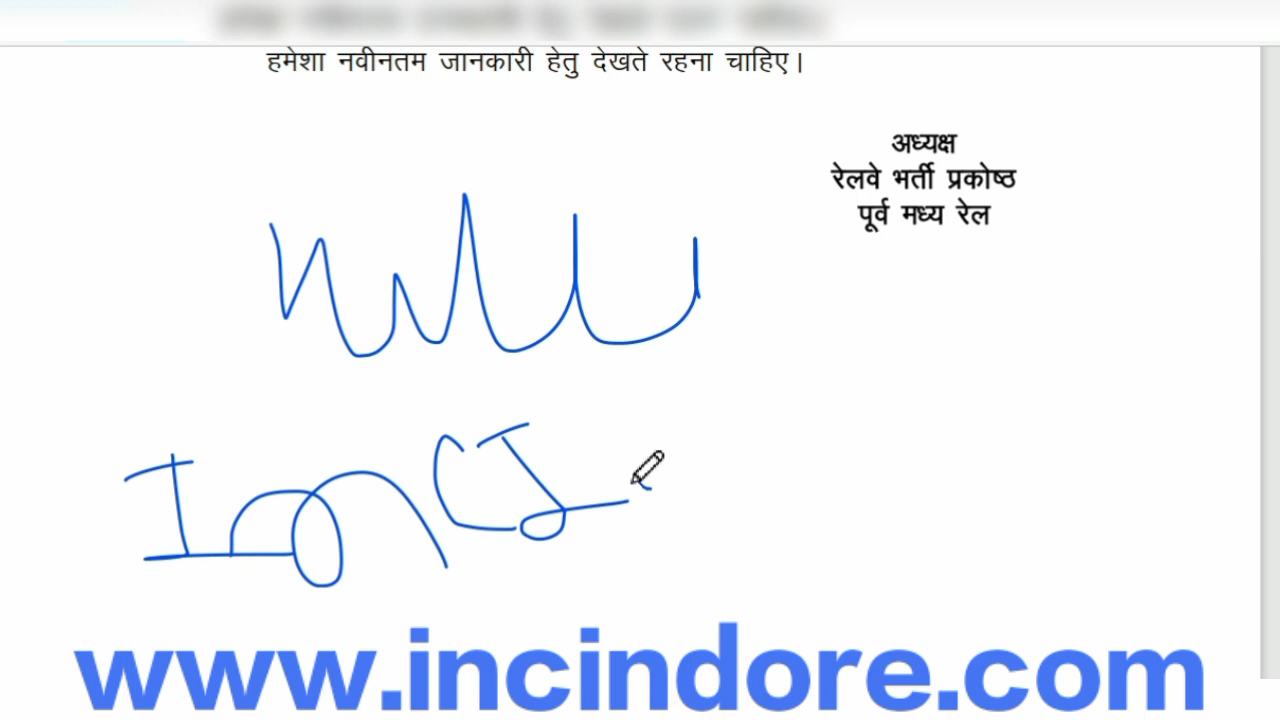 हमेशा नवीनतम जानकारी हेतु देखते रहना चाहिए।
अध्यक्ष
रेलवे भर्ती प्रकोष्ठ
पूर्व मध्य रेल
www.incindore.com